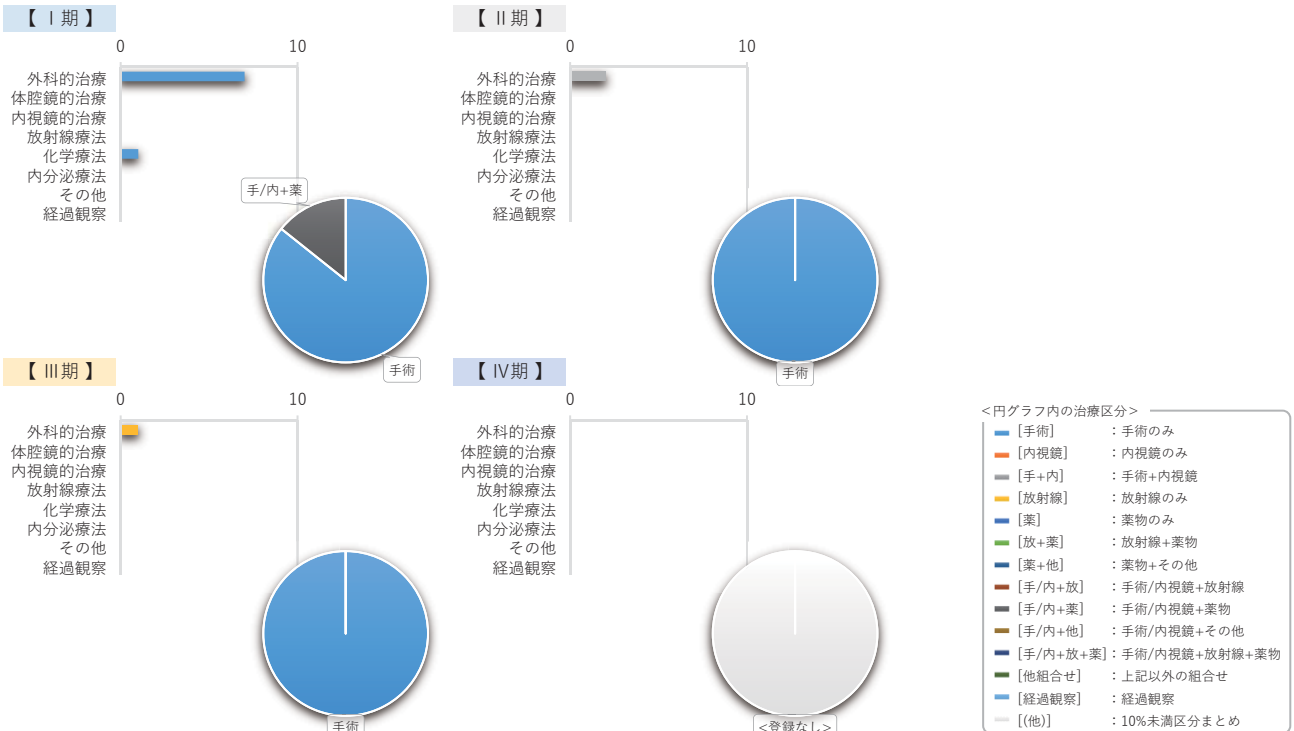 【 Ⅰ期 】
0 10
外科的治療
体腔鏡的治療
内視鏡的治療
放射線療法
化学療法
内分泌療法
その他
経過観察
手/内+薬
手術
【 Ⅱ期 】
0 10
外科的治療
体腔鏡的治療
内視鏡的治療
放射線療法
化学療法
内分泌療法
その他
経過観察
手術
【 Ⅲ期 】
0 10
外科的治療
体腔鏡的治療
内視鏡的治療
放射線療法
化学療法
内分泌療法
その他
経過観察
手術
【 Ⅳ期 】
0 10
外科的治療
体腔鏡的治療
内視鏡的治療
放射線療法
化学療法
内分泌療法
その他
経過観察
<登録なし>
<円グラフ内の治療区分>
[手術] ：手術のみ
[内視鏡] ：内視鏡のみ
[手+内] ：手術+内視鏡
[放射線] ：放射線のみ
[薬] ：薬物のみ
[放+薬] ：放射線+薬物
[薬+他] ：薬物+その他
[手/内+放] ：手術/内視鏡+放射線
[手/内+薬] ：手術/内視鏡+薬物
[手/内+他] ：手術/内視鏡+その他
[手/内+放+薬]：手術/内視鏡+放射線+薬物
[他組合せ] ：上記以外の組合せ
[経過観察] ：経過観察
[(他)] ：10%未満区分まとめ